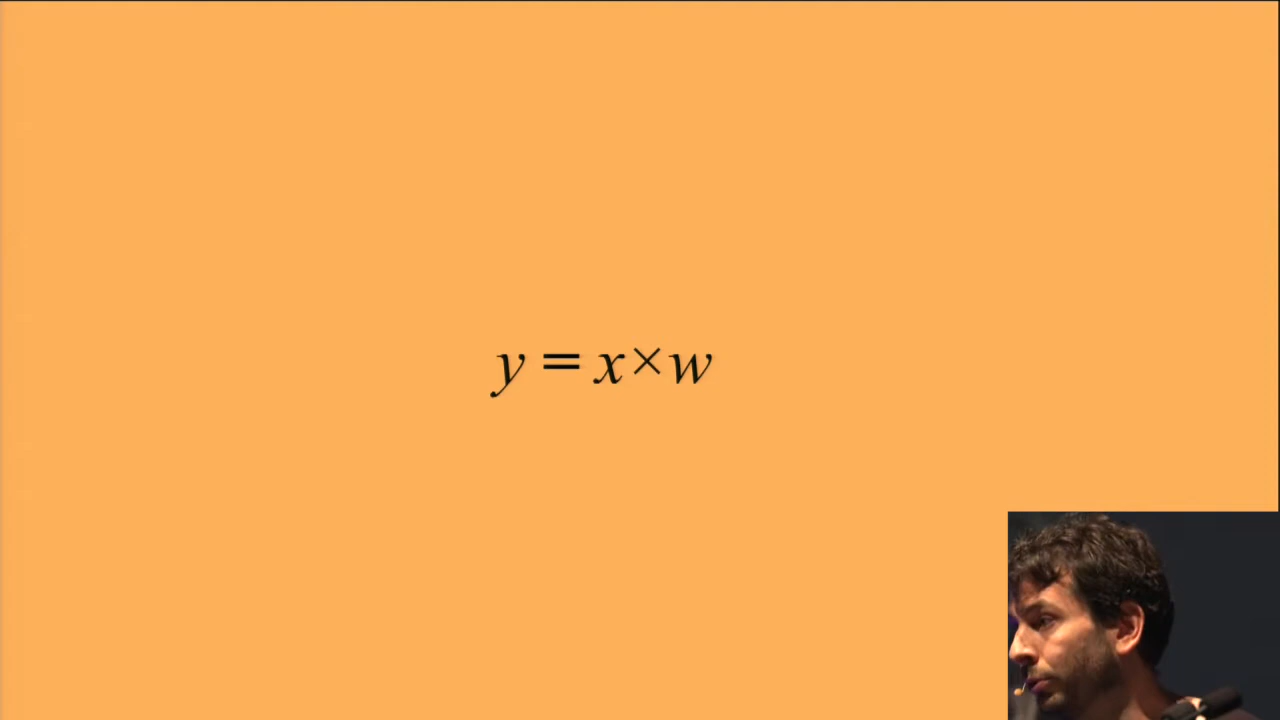 y = x×w